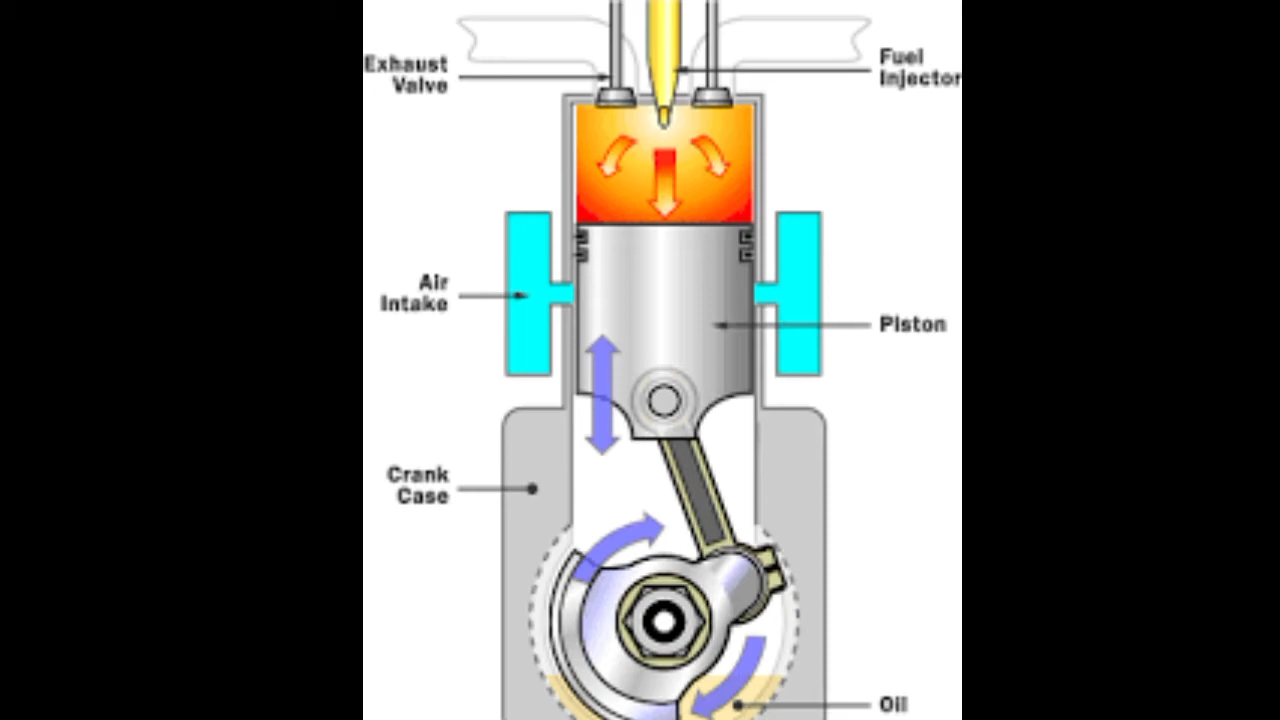 Exhaust
Valve
Fuel
Injector
Air
Intake
Piston
Crank
Case
Oil